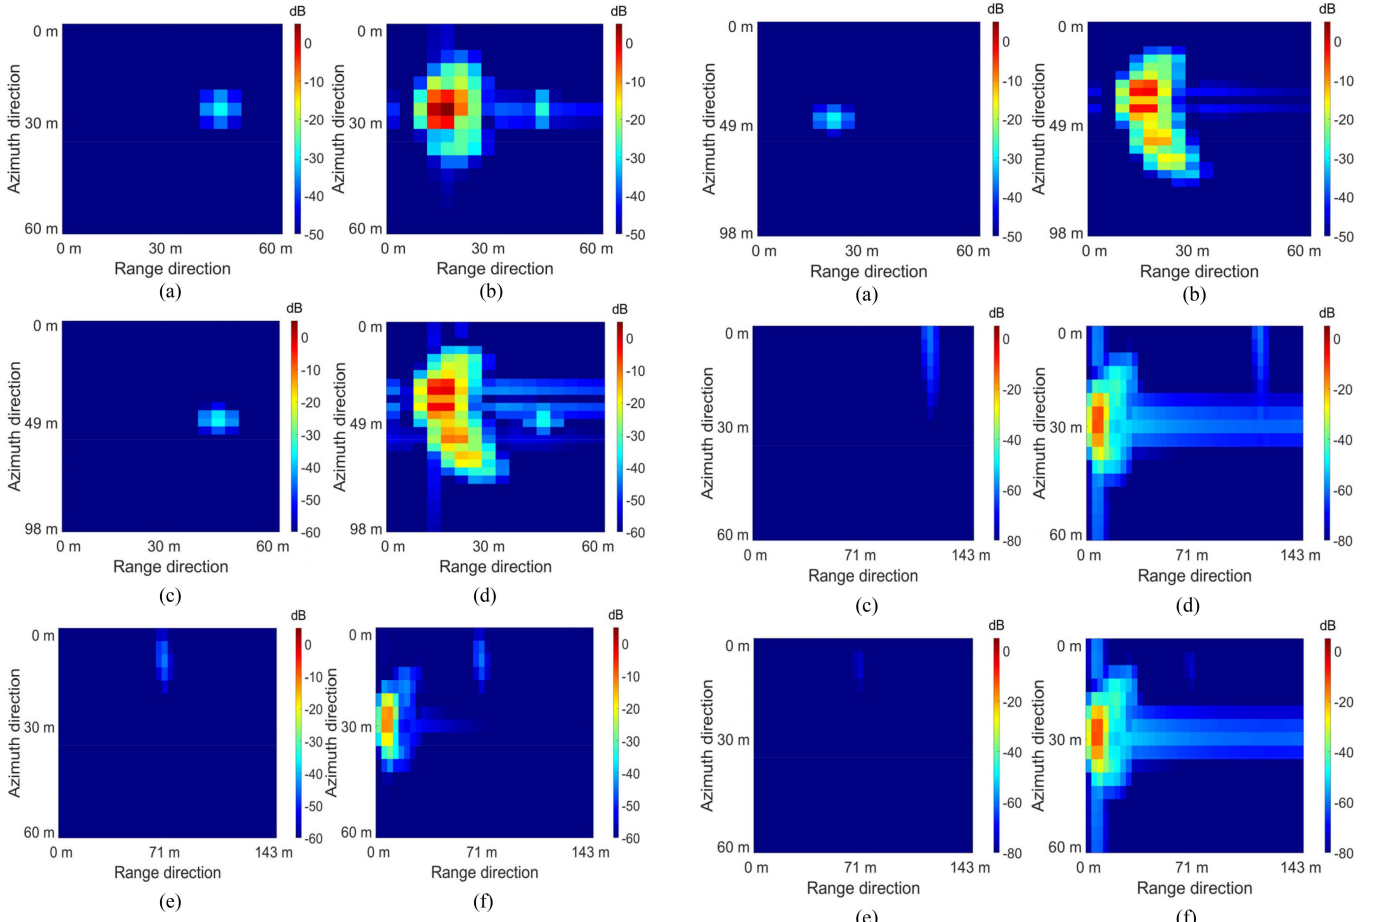 dB
0 m
0
-10
Azimuth direction
-20
30 m
-30
-40
60 m
-50
0 m 30 m 60 m
Range direction
(a)
dB
0 m
0
-10
Azimuth direction
-20
30 m
-30
-40
60 m
-50
0 m 30 m 60 m
Range direction
(b)
dB
0 m
0
-10
Azimuth direction
-20
49 m
-30
-40
-50
98 m
-60
0 m 30 m 60 m
Range direction
(c)
dB
0 m
0
-10
Azimuth direction
-20
49 m
-30
-40
-50
98 m
-60
0 m 30 m 60 m
Range direction
(d)
dB
0 m
0
-10
Azimuth direction
-20
30 m
-30
-40
-50
60 m
-60
0 m 71 m 143 m
Range direction
(e)
dB
0 m
0
-10
Azimuth direction
-20
30 m
-30
-40
-50
60 m
-60
0 m 71 m 143 m
Range direction
(f)
dB
0 m
0
-10
Azimuth direction
-20
49 m
-30
-40
98 m
-50
0 m 30 m 60 m
Range direction
(a)
dB
0 m
0
-10
Azimuth direction
-20
49 m
-30
-40
98 m
-50
0 m 30 m 60 m
Range direction
(b)
dB
0 m
0
-20
Azimuth direction
30 m
-40
-60
60 m
-80
0 m 71 m 143 m
Range direction
(c)
dB
0 m
0
-20
Azimuth direction
30 m
-40
-60
60 m
-80
0 m 71 m 143 m
Range direction
(d)
dB
0 m
0
-20
Azimuth direction
30 m
-40
-60
60 m
-80
0 m 71 m 143 m
Range direction
(e)
dB
0 m
0
-20
Azimuth direction
30 m
-40
-60
60 m
-80
0 m 71 m 143 m
Range direction
(f)